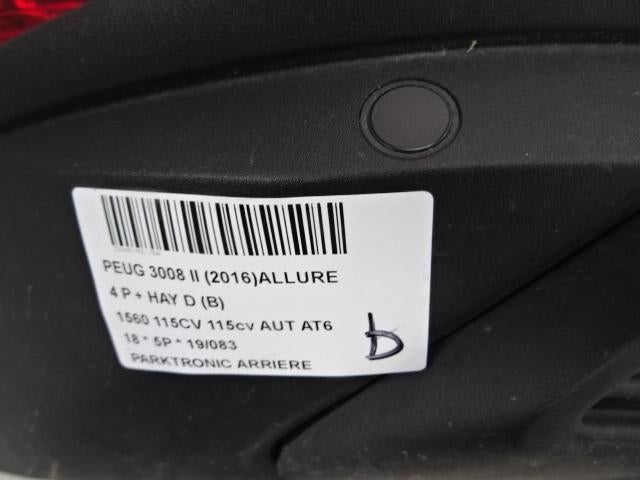 PEUG 3008 II (2016)ALLURE
4 P + HAY D (B)
1560 115CV 115cv AUT AT6
18 * 5P * 19/083
PARKTRONIC ARRIERE
b